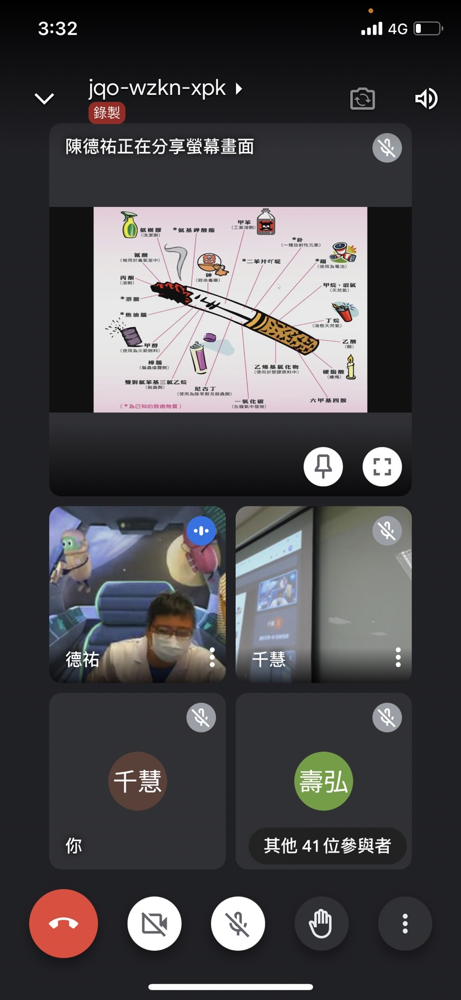 3:32
4G
jqo-wzkn-xpk
錄製
陳德祐正在分享螢幕畫面
氨樹膠
(洗潔劑)
*氨基鉀酸酯
甲苯
(工業溶劑)
*釙
(一種放射性元素)
氰酸
(被用於毒氣室中)
砷
(致命毒藥)
*二苯井吖啶
*鎘
(使用為電池)
丙酮
(溶劑)
甲烷、沼氣
(天然氣)
*萘胺
*焦油腦
丁烷
(液態天然氣)
甲醇
(使用為火箭燃料)
乙酸
(醋)
樟腦
(驅蟲噴霧劑)
乙烯基氯化物
(使用於塑膠原料中)
硬脂酸
(蠟燭)
雙對氯苯基三氯乙烷
(殺蟲劑)
尼古丁
(使用為除草劑及殺蟲劑)
一氧化碳
(在廢氣中發現)
六甲基四胺
(*為已知的致癌物質)
德祐
千慧
千慧
你
壽弘
其他 41 位參與者